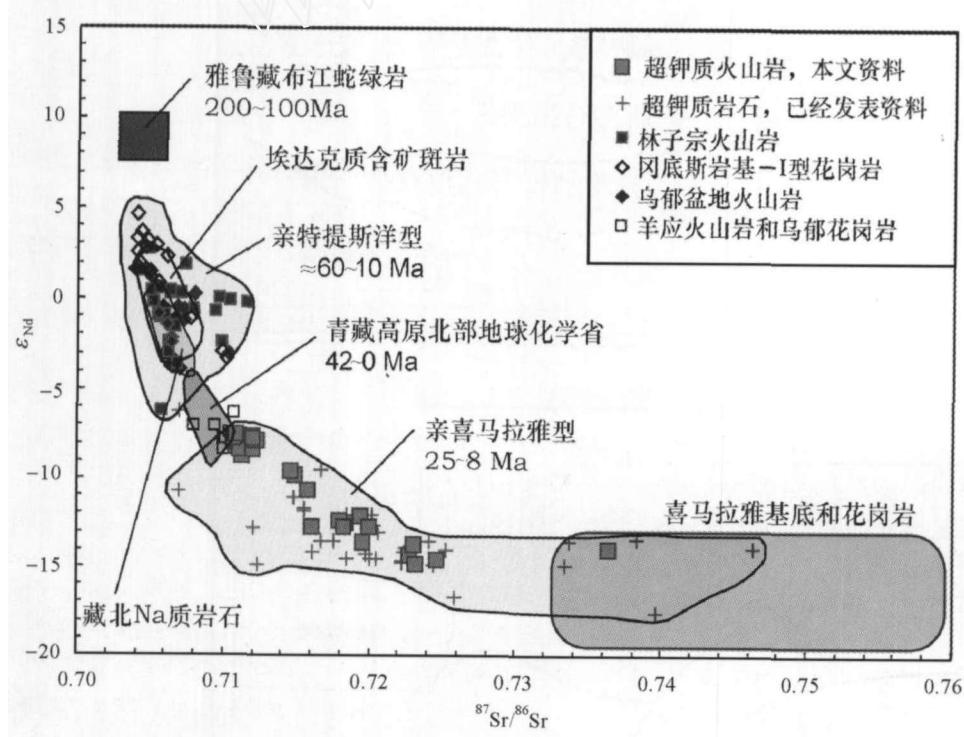 15
10
5
0
−5
−10
−15
−20
ε_Nd
0.70
0.71
0.72
0.73
0.74
0.75
0.76
⁸⁷Sr/⁸⁶Sr
雅鲁藏布江蛇绿岩
200~100Ma
埃达克质含矿斑岩
亲特提斯洋型
≈60~10 Ma
青藏高原北部地球化学省
42~0 Ma
亲喜马拉雅型
25~8 Ma
喜马拉雅基底和花岗岩
藏北Na质岩石
超钾质火山岩，本文资料
超钾质岩石，已经发表资料
林子宗火山岩
冈底斯岩基—I型花岗岩
乌郁盆地火山岩
羊应火山岩和乌郁花岗岩